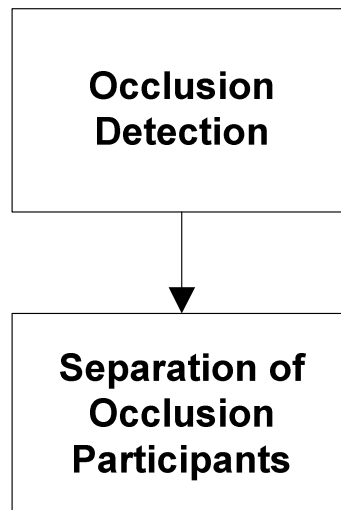 Occlusion
Detection
Separation of
Occlusion
Participants